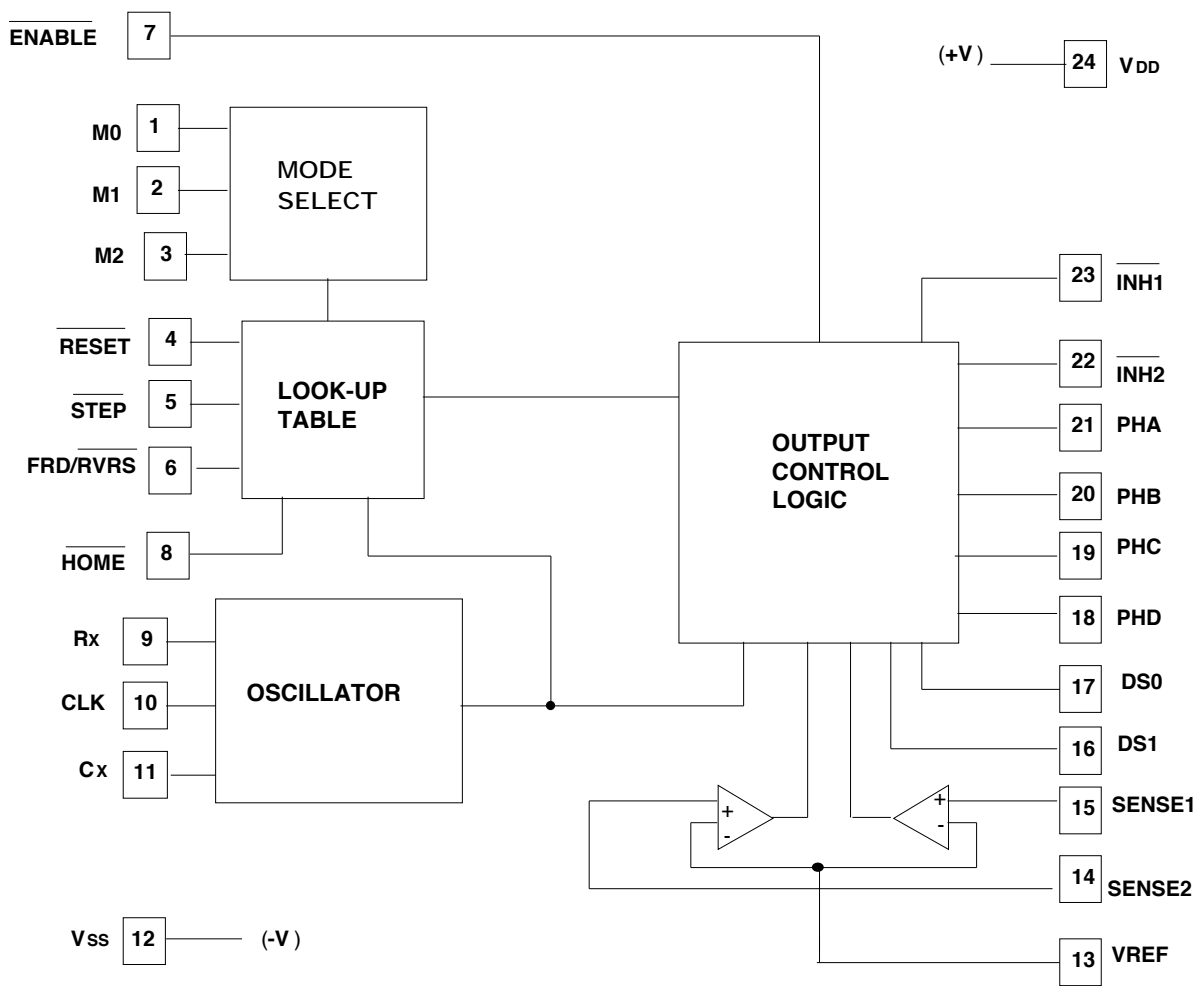 ENABLE 7
(+V) 24 VDD
M0 1
M1 2
M2 3
MODE
SELECT
23 INH1
RESET 4
STEP 5
FRD/RVRS 6
LOOK-UP
TABLE
22 INH2
21 PHA
OUTPUT
CONTROL
LOGIC
20 PHB
19 PHC
HOME 8
18 PHD
Rx 9
CLK 10
Cx 11
OSCILLATOR
17 DS0
16 DS1
+
-
+
-
15 SENSE1
14 SENSE2
Vss 12 (-V)
13 VREF